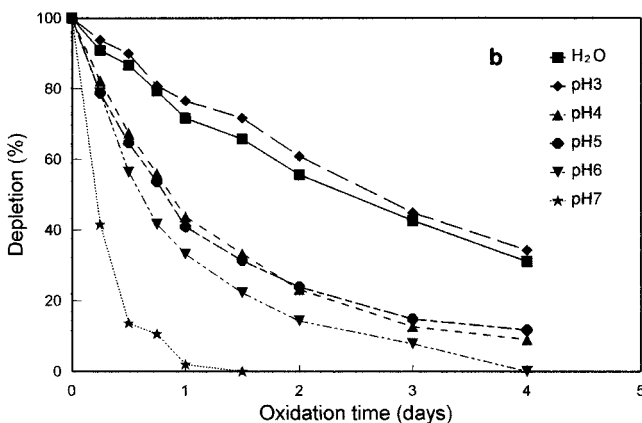 100
80
60
40
20
0
Depletion (%)
b
H₂O
pH3
pH4
pH5
pH6
pH7
0 1 2 3 4 5
Oxidation time (days)